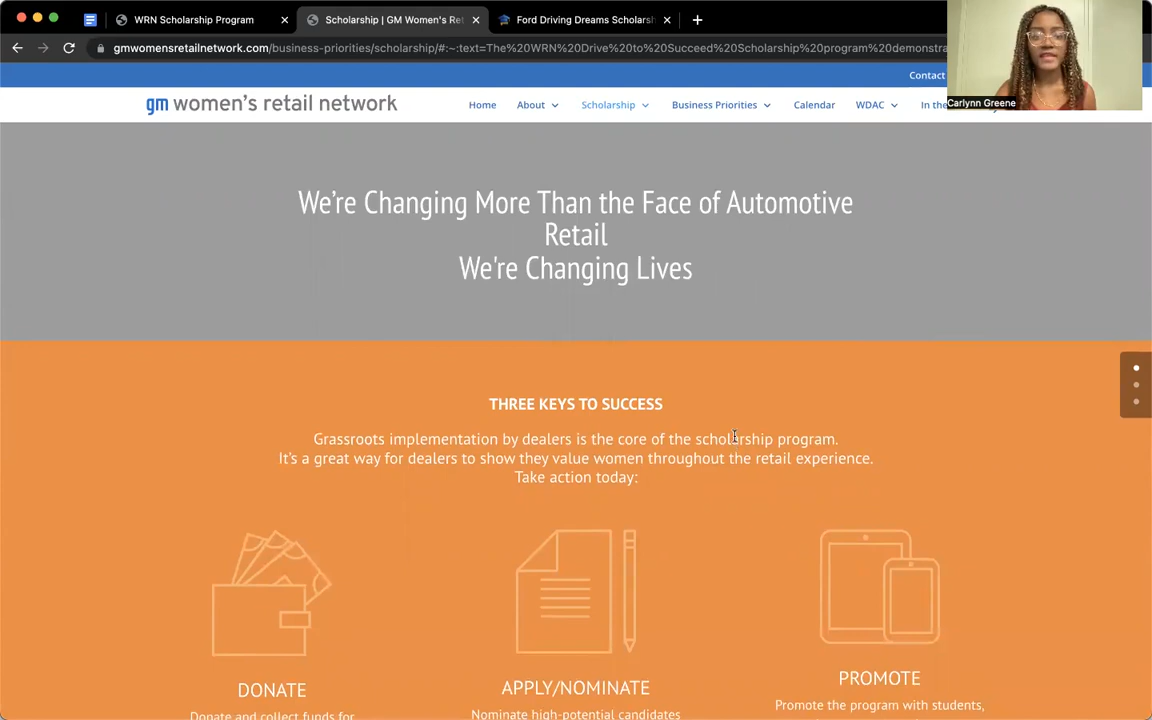 WRN Scholarship Program
Scholarship | GM Women's Ret
Ford Driving Dreams Scholarsh
gmwomensretailnetwork.com/business-priorities/scholarship/#:~:text=The%20WRN%20Drive%20to%20Succeed%20Scholarship%20program%20demonstra
Contact
Carlynn Greene
gm women's retail network
Home
About
Scholarship
Business Priorities
Calendar
WDAC
In the
We're Changing More Than the Face of Automotive
Retail
We're Changing Lives
THREE KEYS TO SUCCESS
Grassroots implementation by dealers is the core of the scholarship program.
It's a great way for dealers to show they value women throughout the retail experience.
Take action today:
DONATE
Donate and collect funds for
APPLY/NOMINATE
Nominate high-potential candidates
PROMOTE
Promote the program with students,